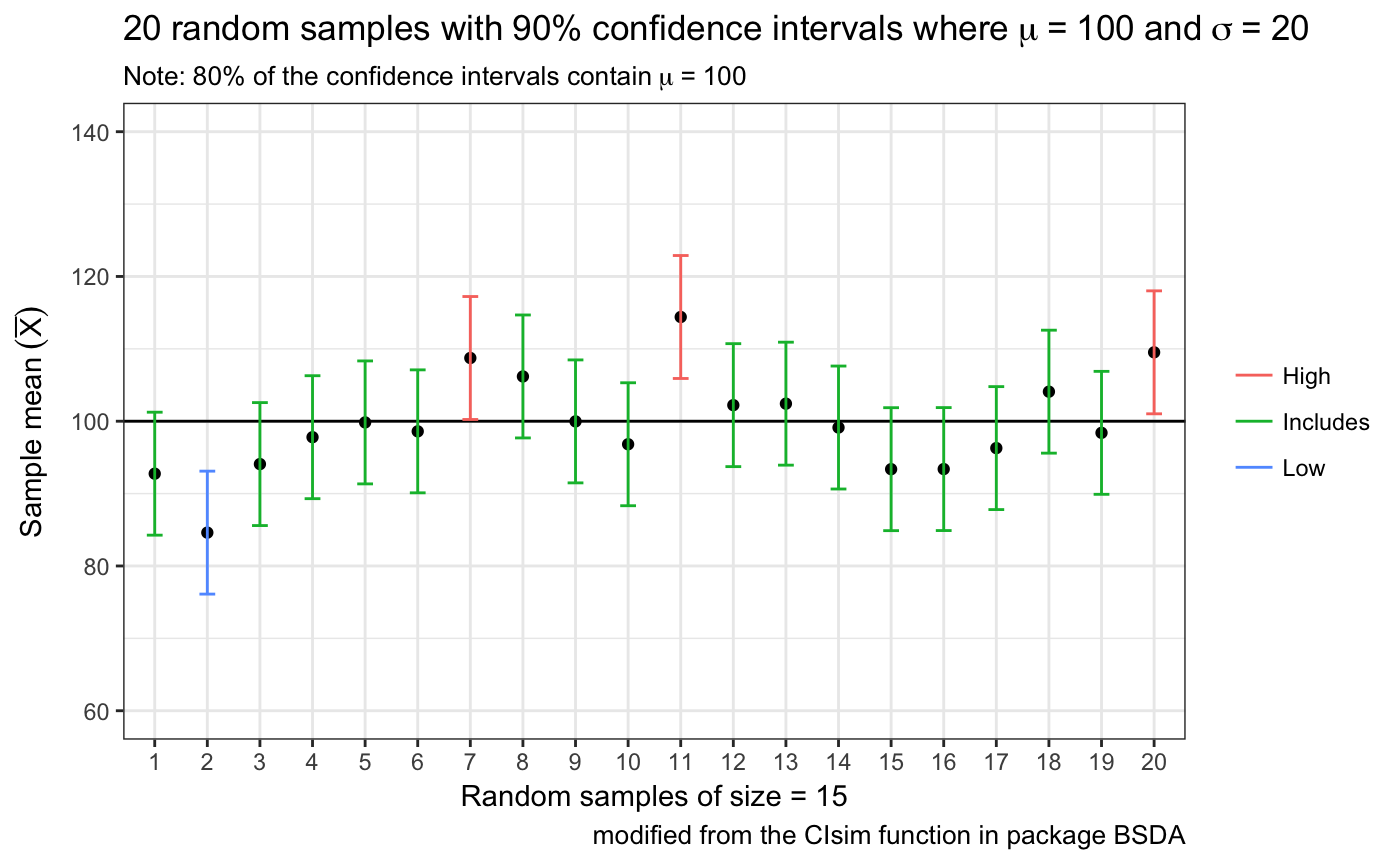 20 random samples with 90% confidence intervals where μ = 100 and σ = 20
Note: 80% of the confidence intervals contain μ = 100
140
120
100
80
60
Sample mean (X̅)
1 2 3 4 5 6 7 8 9 10 11 12 13 14 15 16 17 18 19 20
Random samples of size = 15
modified from the CIsim function in package BSDA
High
Includes
Low